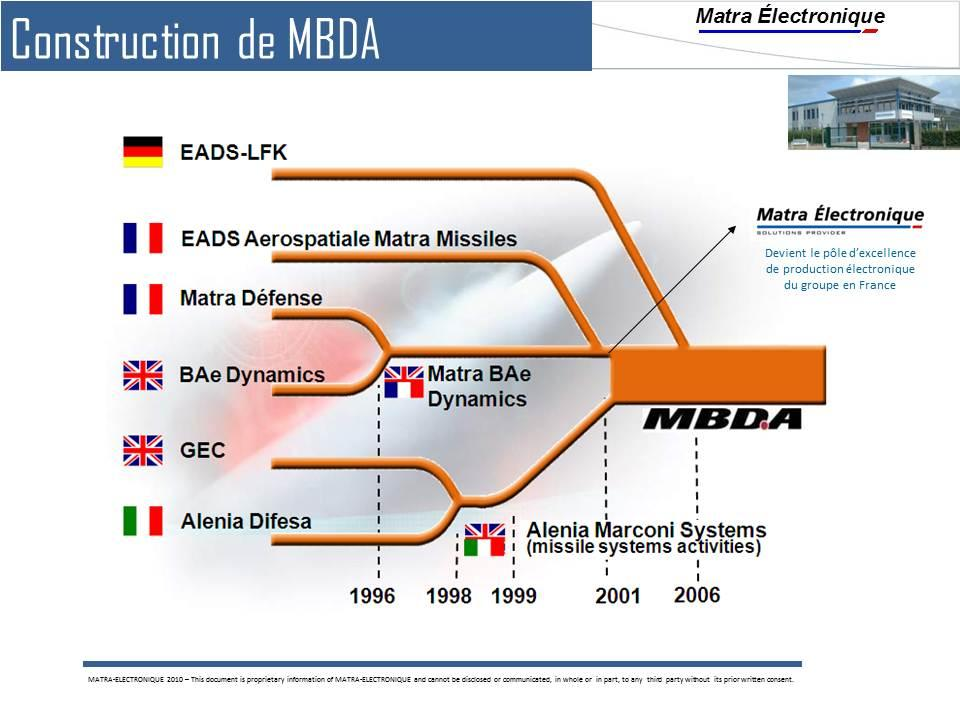 Construction de MBDA
Matra Électronique
EADS-LFK
EADS Aerospatiale Matra Missiles
Matra Électronique
SOLUTIONS PROVIDER
Devient le pôle d'excellence
de production électronique
du groupe en France
Matra Défense
BAe Dynamics
Matra BAe
Dynamics
MBDA
GEC
Alenia Difesa
Alenia Marconi Systems
(missile systems activities)
1996 1998 1999 2001 2006
MATRA-ELECTRONIQUE 2010 – This document is proprietary information of MATRA-ELECTRONIQUE and cannot be disclosed or communicated, in whole or in part, to any third party without its prior written consent.